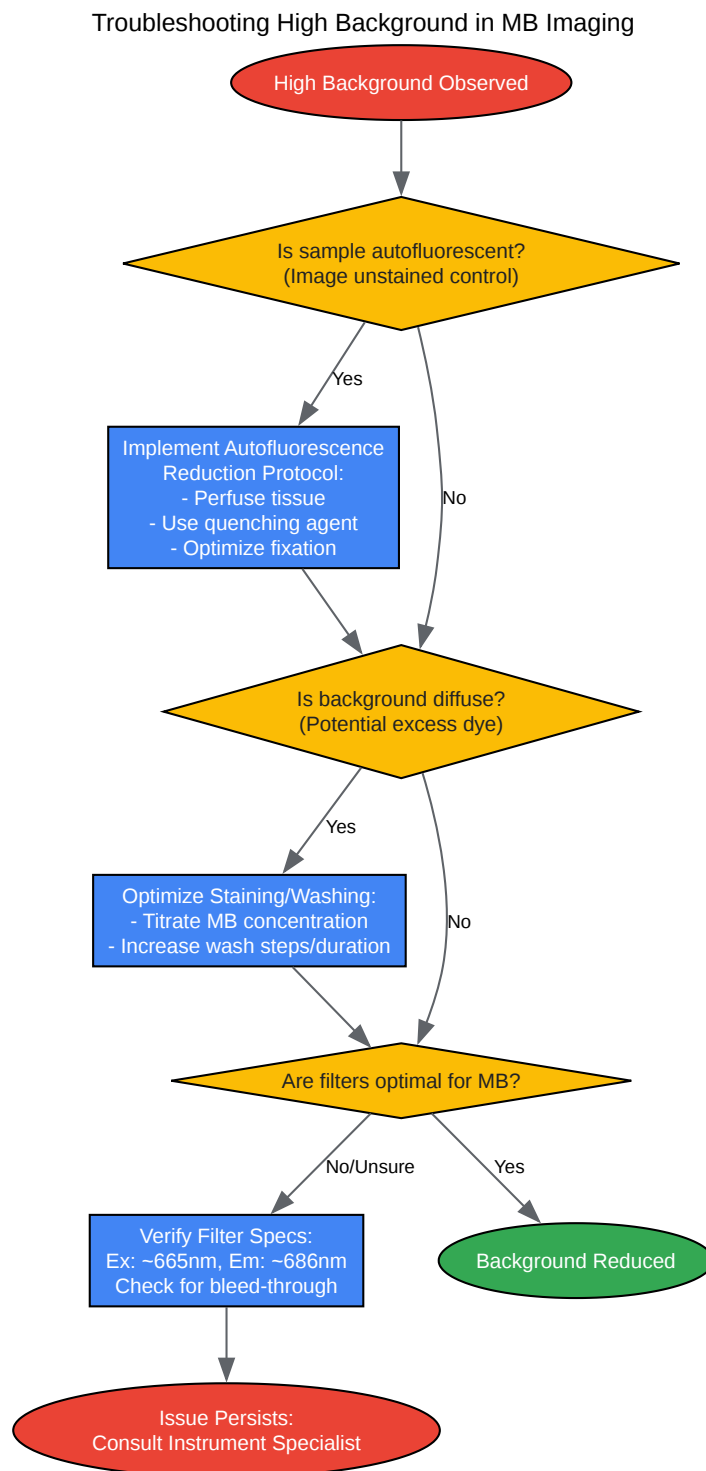 Troubleshooting High Background in MB Imaging
High Background Observed
Is sample autofluorescent?
(Image unstained control)
Yes
Implement Autofluorescence
Reduction Protocol:
- Perfuse tissue
- Use quenching agent
- Optimize fixation
No
Is background diffuse?
(Potential excess dye)
Yes
Optimize Staining/Washing:
- Titrate MB concentration
- Increase wash steps/duration
No
Are filters optimal for MB?
No/Unsure
Yes
Verify Filter Specs:
Ex: ~665nm, Em: ~686nm
Check for bleed-through
Background Reduced
Issue Persists:
Consult Instrument Specialist